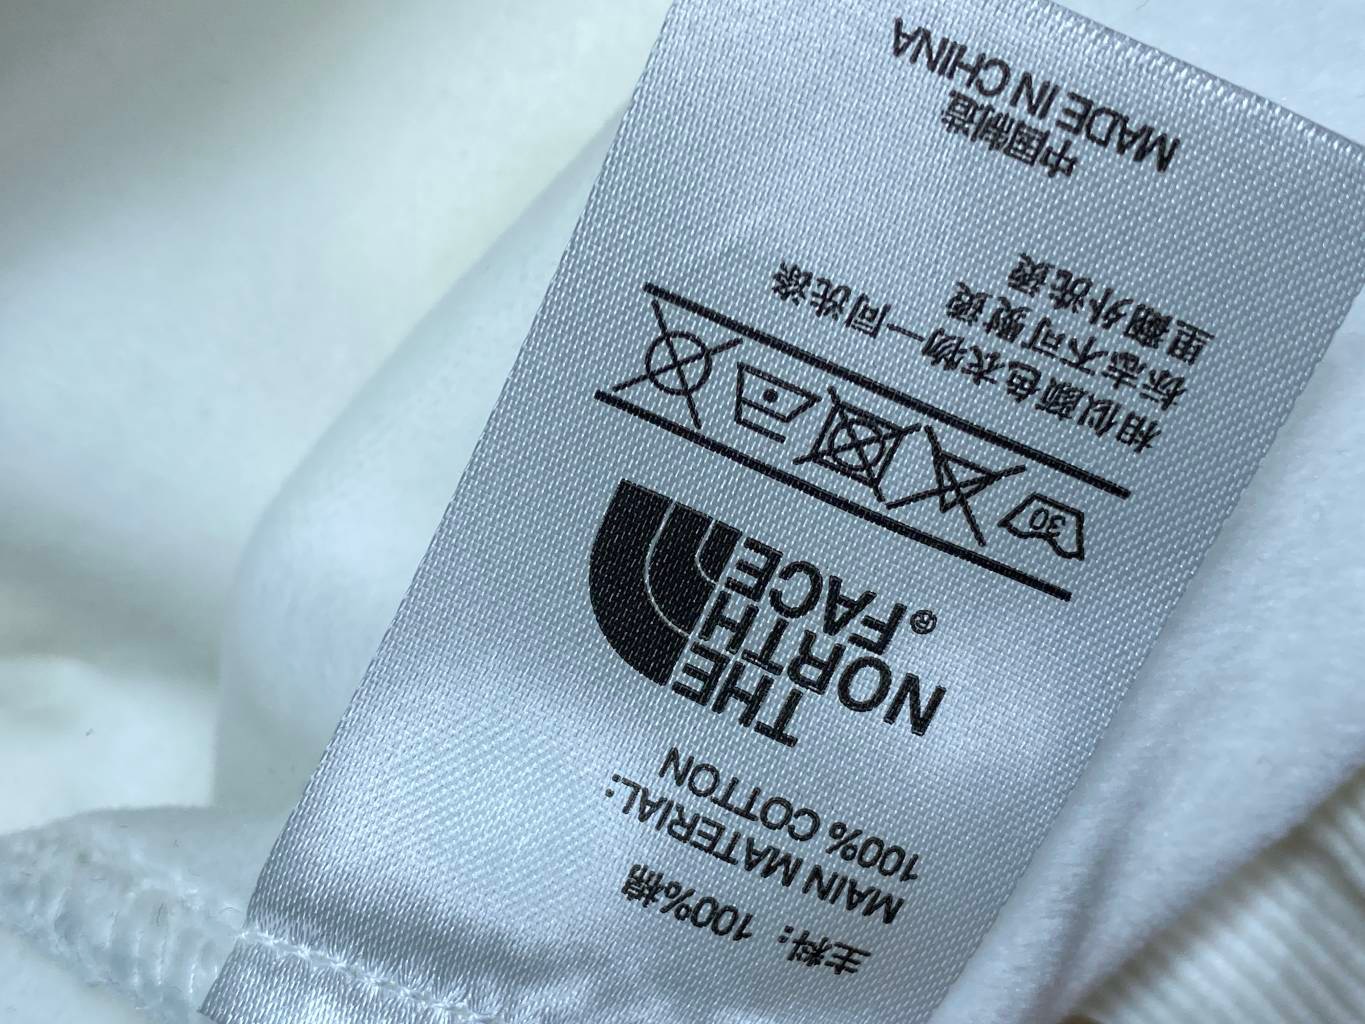 主料：100%棉
MAIN MATERIAL:
100% COTTON
THE
NORTH
FACE®
30
相似颜色衣物一同洗涤
标志不可熨烫
里翻外洗烫
中国制造
MADE IN CHINA